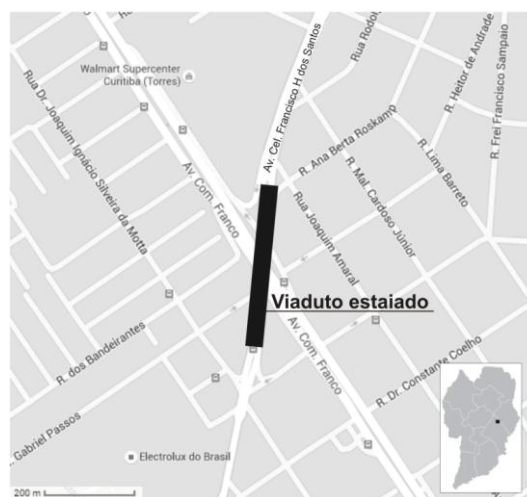 Walmart Supercenter
Curitiba (Torres)
Av. Cel. Francisco H dos Santos
Rua Rodol
R. Heitor de Andrade
R. Frei Francisco Sampaio
Rua Dr. Joaquim Ignácio Silveira da Motta
Av. Com. Franco
R. Ana Berta Roskamp
R. Lima Barreto
R. Mal. Cardoso Júnior
Rua Joaquim Amaral
Viaduto estaiado
Av. Com. Franco
R. dos Bandeirantes
R. Dr. Constante Coelho
. Gabriel Passos
Electrolux do Brasil
200 m